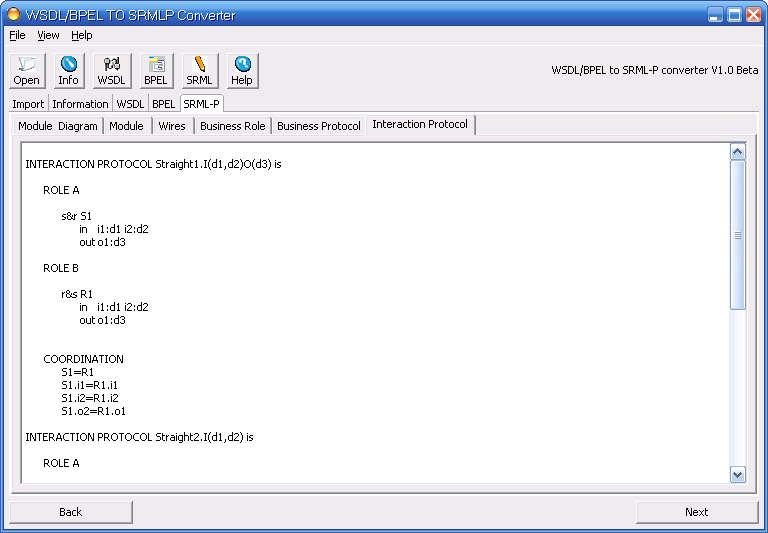 WSDL/BPEL TO SRMLP Converter
File View Help
Open Info WSDL BPEL SRML Help
WSDL/BPEL to SRML-P converter V1.0 Beta
Import Information WSDL BPEL SRML-P
Module Diagram Module Wires Business Role Business Protocol Interaction Protocol
INTERACTION PROTOCOL Straight1.I(d1,d2)O(d3) is
ROLE A
s&r S1
in i1:d1 i2:d2
out o1:d3
ROLE B
r&s R1
in i1:d1 i2:d2
out o1:d3
COORDINATION
S1=R1
S1.i1=R1.i1
S1.i2=R1.i2
S1.o2=R1.o1
INTERACTION PROTOCOL Straight2.I(d1,d2) is
ROLE A
Back Next